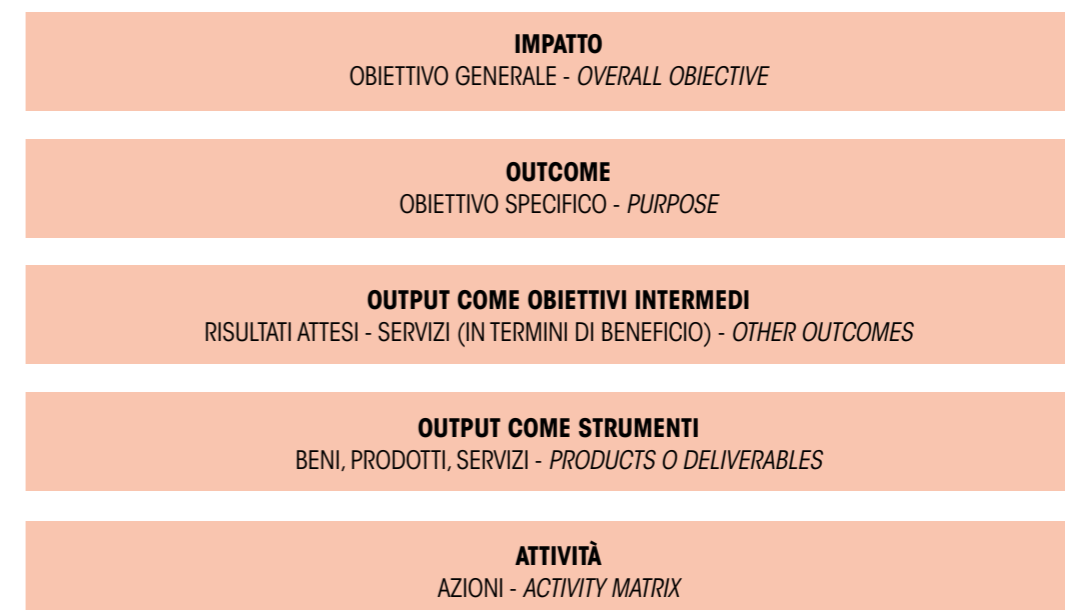 IMPATTO
OBIETTIVO GENERALE - OVERALL OBIECTIVE
OUTCOME
OBIETTIVO SPECIFICO - PURPOSE
OUTPUT COME OBIETTIVI INTERMEDI
RISULTATI ATTESI - SERVIZI (IN TERMINI DI BENEFICIO) - OTHER OUTCOMES
OUTPUT COME STRUMENTI
BENI, PRODOTTI, SERVIZI - PRODUCTS O DELIVERABLES
ATTIVITÀ
AZIONI - ACTIVITY MATRIX